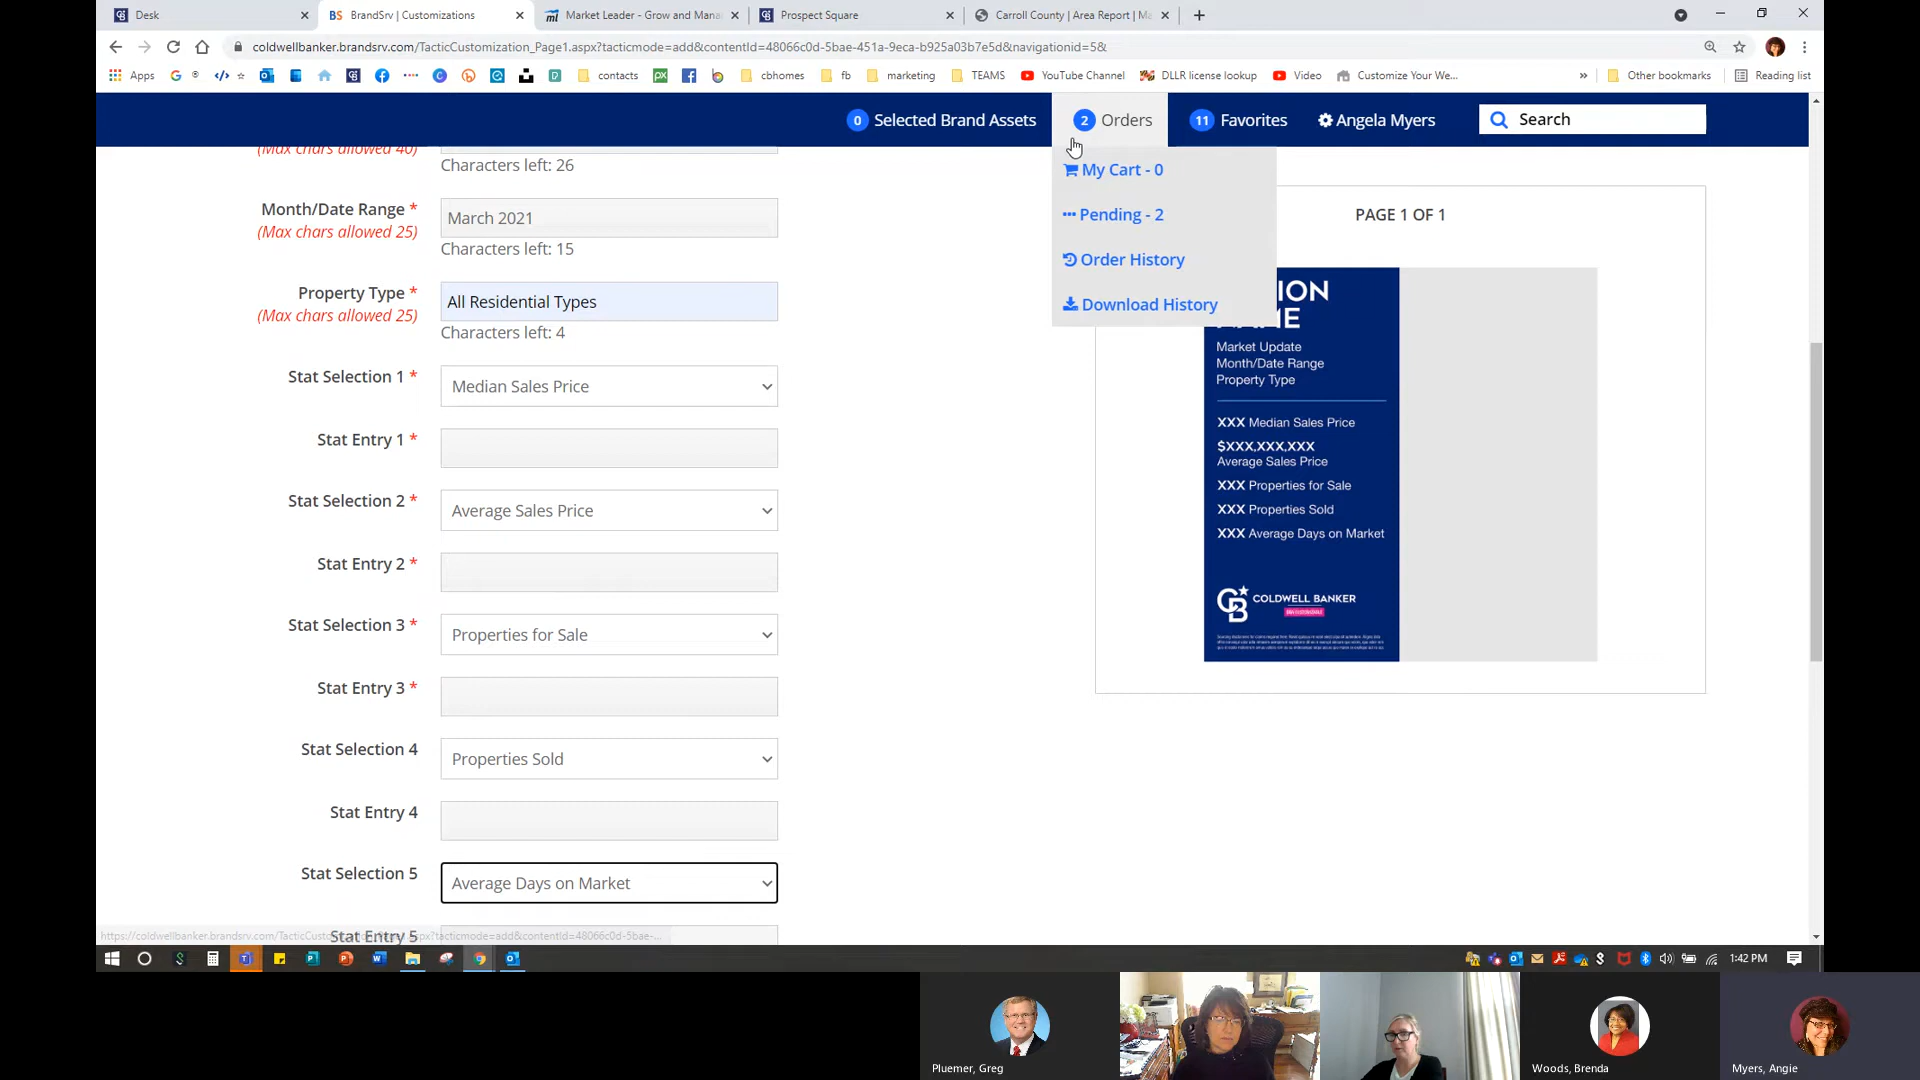 Desk
BrandSrv | Customizations
Market Leader - Grow and Mana
Prospect Square
Carroll County | Area Report | Ma
coldwellbanker.brandsrv.com/TacticCustomization_Page1.aspx?tacticmode=add&contentId=48066c0d-5bae-451a-9eca-b925a03b7e5d&navigationid=5&
Apps
contacts
cbhomes
fb
marketing
TEAMS
YouTube Channel
DLLR license lookup
Video
Customize Your We...
Other bookmarks
Reading list
0 Selected Brand Assets
2 Orders
11 Favorites
Angela Myers
Search
(Max chars allowed 40)
Characters left: 26
Month/Date Range *
(Max chars allowed 25)
March 2021
Characters left: 15
Property Type *
(Max chars allowed 25)
All Residential Types
Characters left: 4
Stat Selection 1 *
Median Sales Price
Stat Entry 1 *
Stat Selection 2 *
Average Sales Price
Stat Entry 2 *
Stat Selection 3 *
Properties for Sale
Stat Entry 3 *
Stat Selection 4
Properties Sold
Stat Entry 4
Stat Selection 5
Average Days on Market
Stat Entry 5
My Cart - 0
Pending - 2
Order History
Download History
PAGE 1 OF 1
Market Update
Month/Date Range
Property Type
XXX Median Sales Price
$XXX,XXX,XXX
Average Sales Price
XXX Properties for Sale
XXX Properties Sold
XXX Average Days on Market
COLDWELL BANKER
1:42 PM
Pluemer, Greg
Woods, Brenda
Myers, Angie